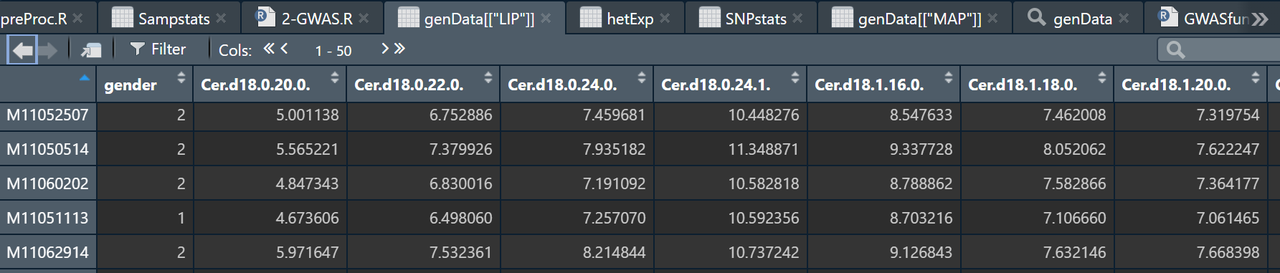 preProc.R Sampstats 2-GWAS.R genData[["LIP"]] hetExp SNPstats genData[["MAP"]] genData GWASfun
Filter Cols: 1 - 50
gender Cer.d18.0.20.0. Cer.d18.0.22.0. Cer.d18.0.24.0. Cer.d18.0.24.1. Cer.d18.1.16.0. Cer.d18.1.18.0. Cer.d18.1.20.0.
M11052507 2 5.001138 6.752886 7.459681 10.448276 8.547633 7.462008 7.319754
M11050514 2 5.565221 7.379926 7.935182 11.348871 9.337728 8.052062 7.622247
M11060202 2 4.847343 6.830016 7.191092 10.582818 8.788862 7.582866 7.364177
M11051113 1 4.673606 6.498060 7.257070 10.592356 8.703216 7.106660 7.061465
M11062914 2 5.971647 7.532361 8.214844 10.737242 9.126843 7.632146 7.668398